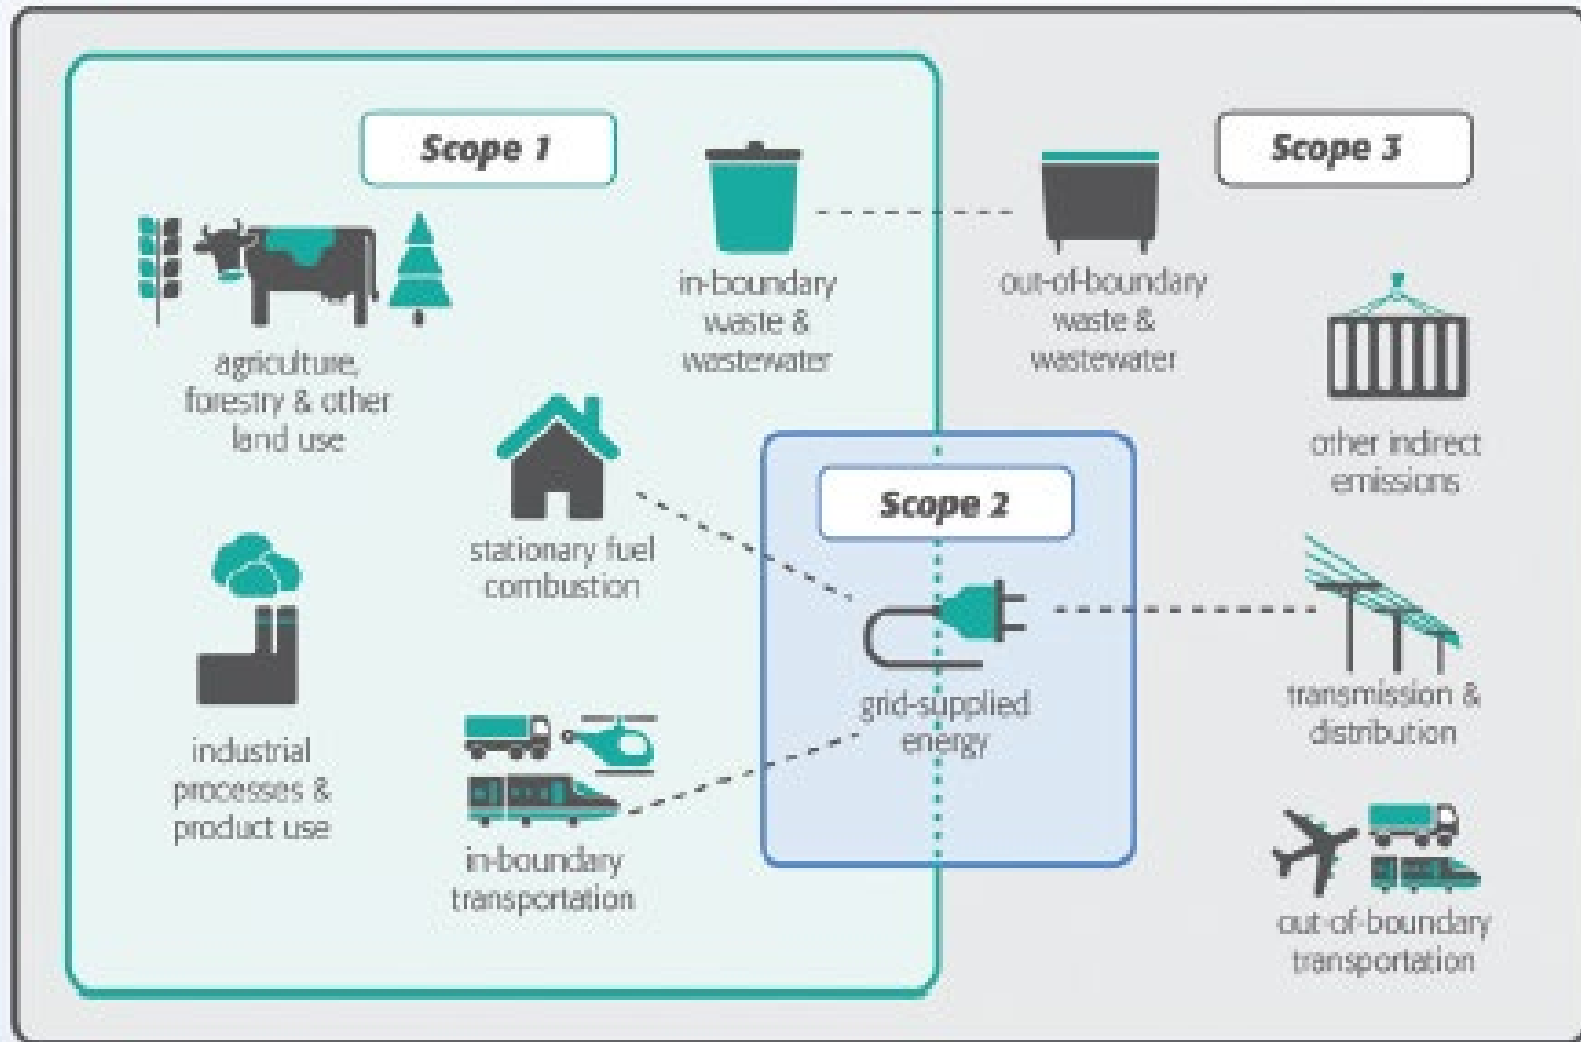 Scope 1
Scope 3
in-boundary
waste &
wastewater
out-of-boundary
waste &
wastewater
agriculture,
forestry & other
land use
other indirect
emissions
Scope 2
stationary fuel
combustion
grid-supplied
energy
transmission &
distribution
industrial
processes &
product use
in-boundary
transportation
out-of-boundary
transportation